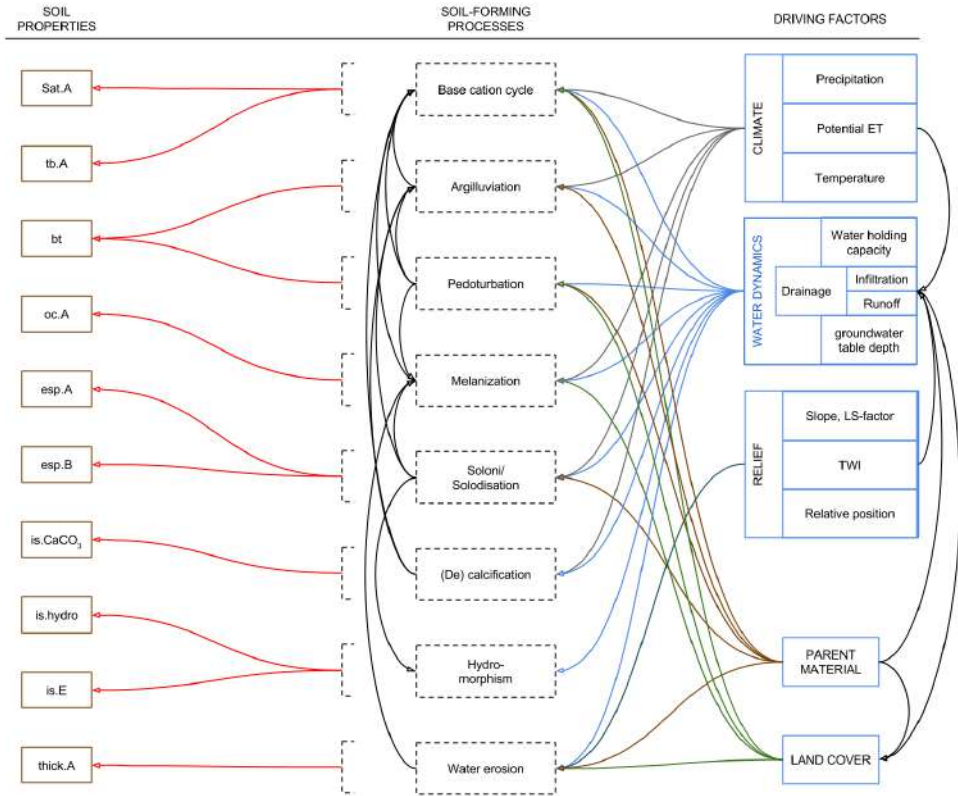 SOIL
PROPERTIES
SOIL-FORMING
PROCESSES
DRIVING FACTORS
Sat.A
tb.A
bt
oc.A
esp.A
esp.B
is.CaCO₃
is.hydro
is.E
thick.A
Base cation cycle
Argilluviation
Pedoturbation
Melanization
Soloni/
Solodisation
(De) calcification
Hydro-
morphism
Water erosion
CLIMATE
Precipitation
Potential ET
Temperature
WATER DYNAMICS
Water holding
capacity
Drainage
Infiltration
Runoff
groundwater
table depth
RELIEF
Slope, LS-factor
TWI
Relative position
PARENT
MATERIAL
LAND COVER